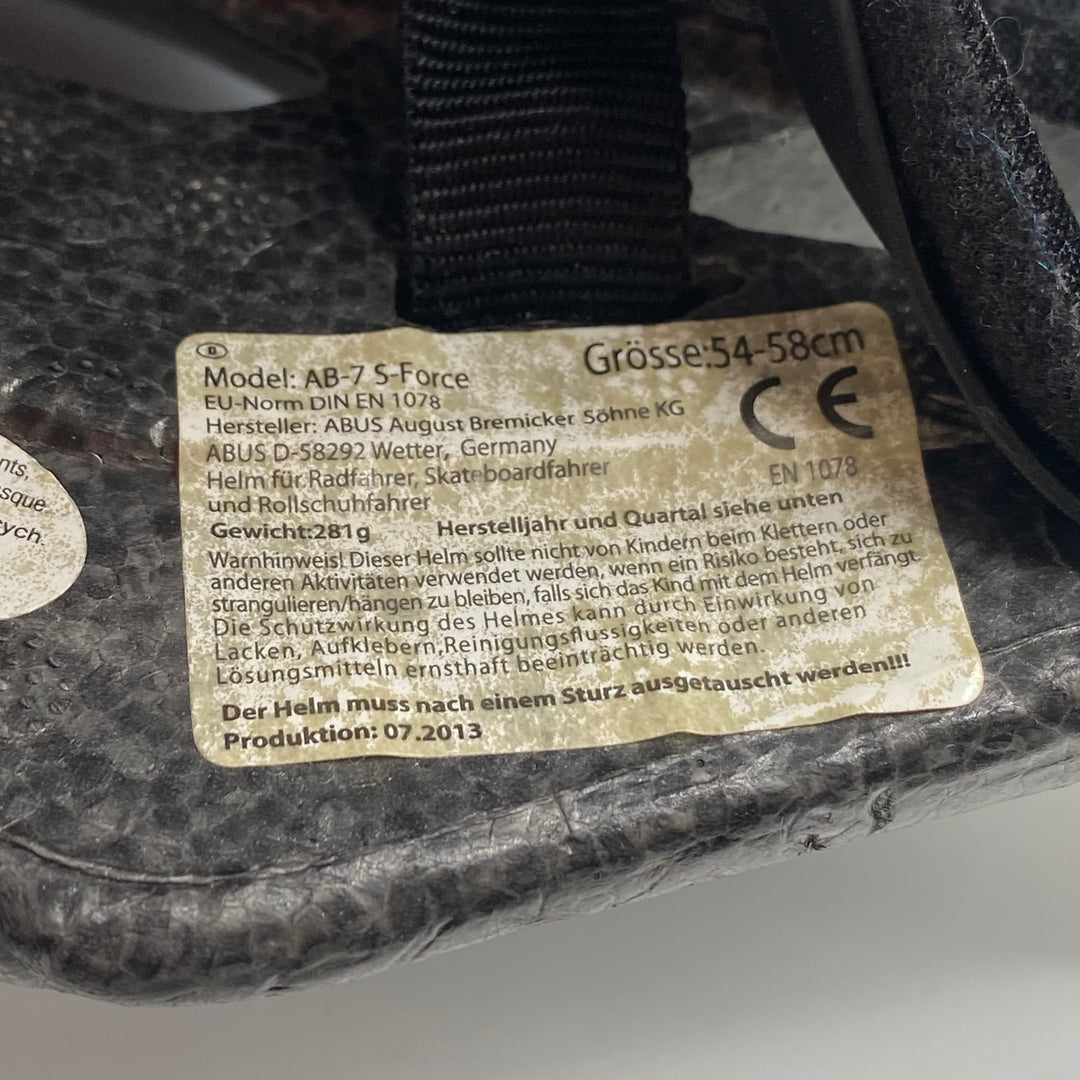 D
Model: AB-7 S-Force
Grösse:54-58cm
EU-Norm DIN EN 1078
Hersteller: ABUS August Bremicker Söhne KG
CE
ABUS D-58292 Wetter, Germany
Helm für Radfahrer, Skateboardfahrer
EN 1078
und Rollschuhfahrer
Gewicht:281g Herstelljahr und Quartal siehe unten
Warnhinweis! Dieser Helm sollte nicht von Kindern beim Klettern oder
anderen Aktivitäten verwendet werden, wenn ein Risiko besteht, sich zu
strangulieren/hängen zu bleiben, falls sich das Kind mit dem Helm verfängt.
Die Schutzwirkung des Helmes kann durch Einwirkung von
Lacken, Aufklebern,Reinigungsflüssigkeiten oder anderen
Lösungsmitteln ernsthaft beeinträchtig werden.
Der Helm muss nach einem Sturz ausgetauscht werden!!!
Produktion: 07.2013
nts,
sque
ych.